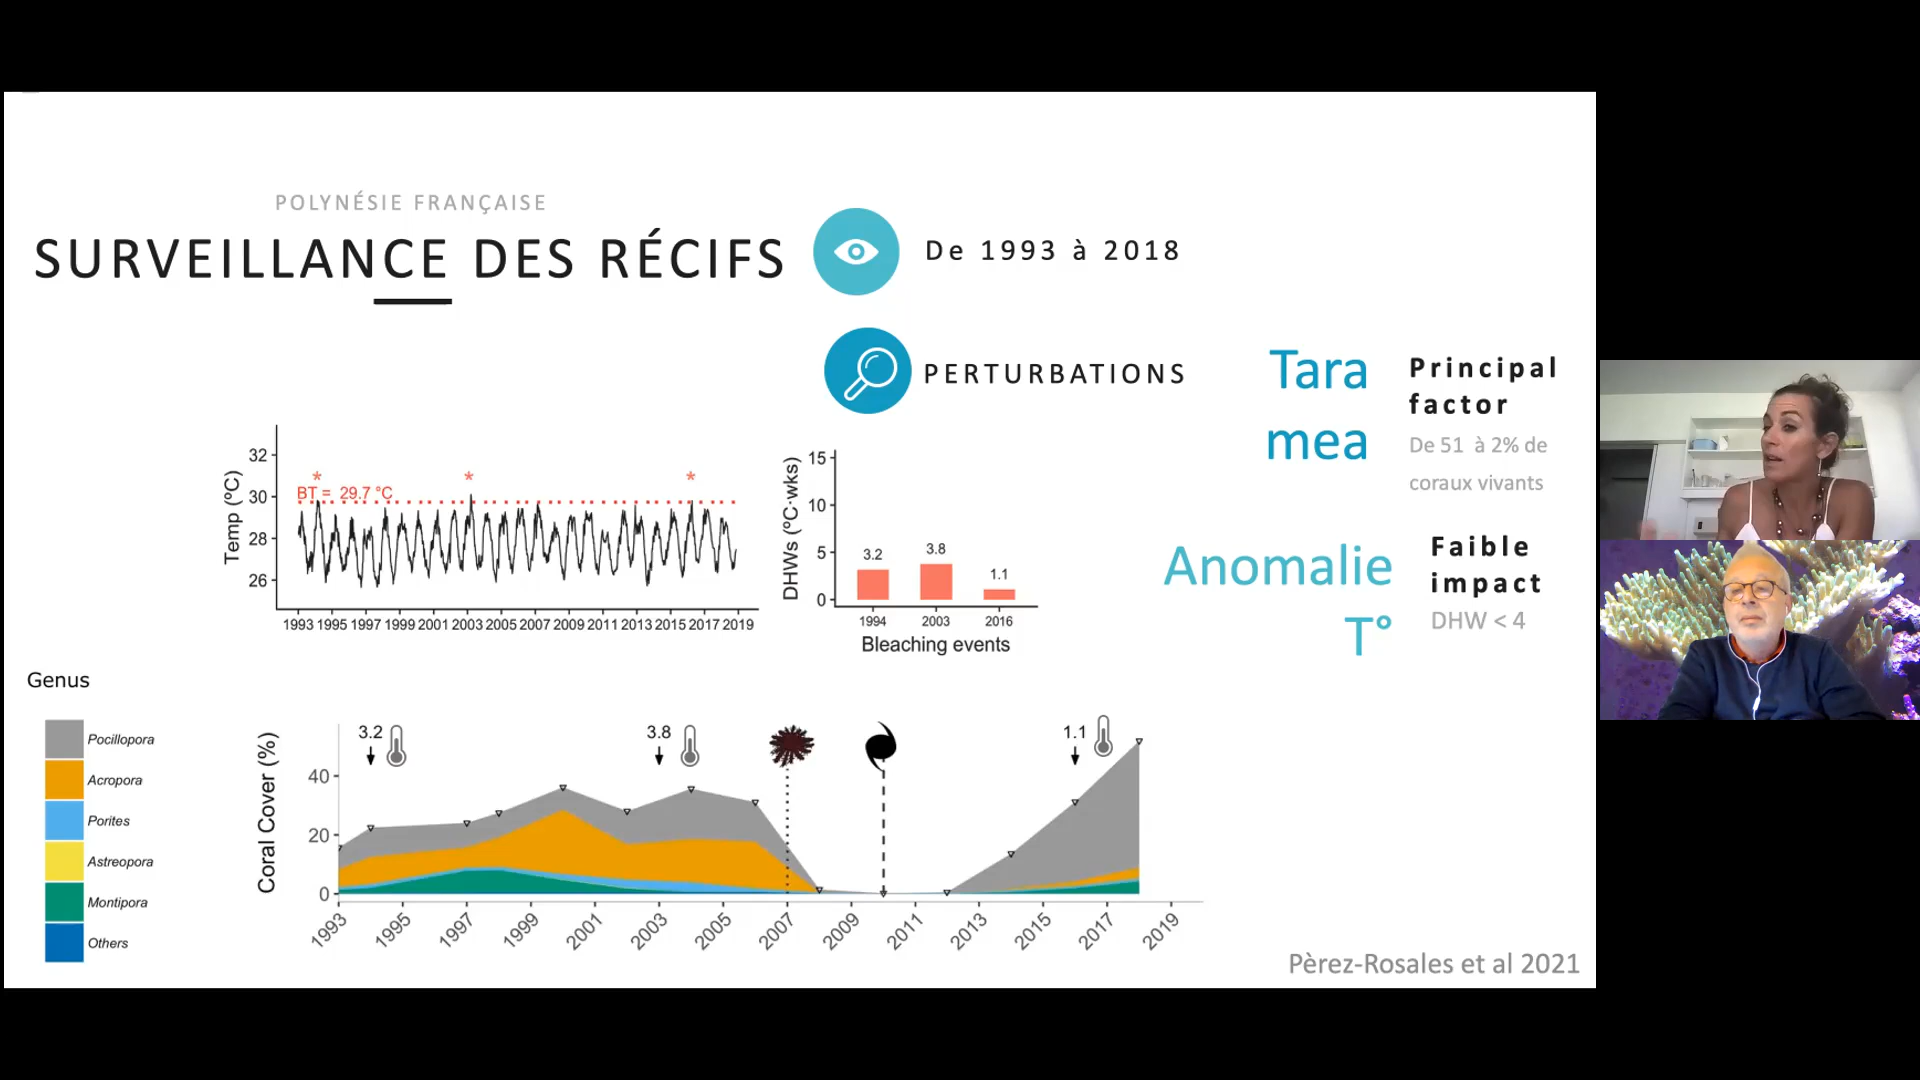 POLYNÉSIE FRANÇAISE
SURVEILLANCE DES RÉCIFS
De 1993 à 2018
PERTURBATIONS
Tara
mea
Principal
factor
De 51 à 2% de
coraux vivants
Anomalie
T°
Faible
impact
DHW < 4
Temp (ºC)
32
30
28
26
* * *
BT = 29.7 °C
1993 1995 1997 1999 2001 2003 2005 2007 2009 2011 2013 2015 2017 2019
DHWs (ºC·wks)
15
10
5
0
3.2 3.8 1.1
1994 2003 2016
Bleaching events
Genus
Pocillopora
Acropora
Porites
Astreopora
Montipora
Others
Coral Cover (%)
40
20
0
3.2 3.8 1.1
1993 1995 1997 1999 2001 2003 2005 2007 2009 2011 2013 2015 2017 2019
Pèrez-Rosales et al 2021